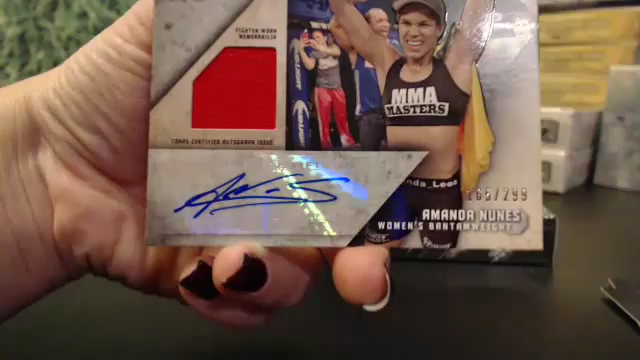 FIGHTER-WORN
MEMORABILIA
TOPPS CERTIFIED AUTOGRAPH ISSUE
MMA
MASTERS
/299
AMANDA NUNES
WOMEN'S BANTAMWEIGHT